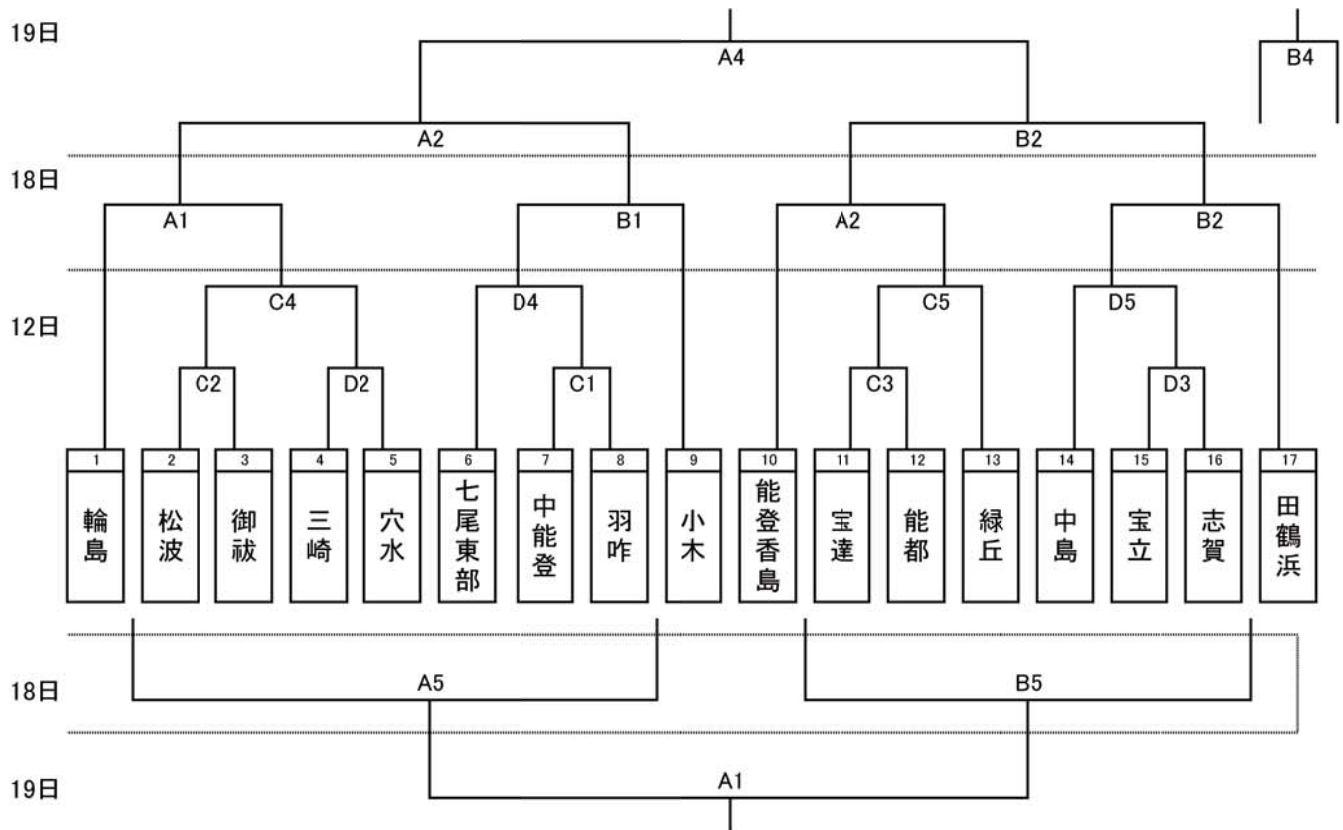 19日
A4
B4
A2
B2
18日
A1
B1
A2
B2
C4
D4
C5
D5
12日
C2
D2
C1
C3
D3
1
2
3
4
5
6
7
8
9
10
11
12
13
14
15
16
17
輪島
松波
御祓
三崎
穴水
七尾東部
中能登
羽咋
小木
能登香島
宝達
能都
緑丘
中島
宝立
志賀
田鶴浜
18日
A5
B5
19日
A1